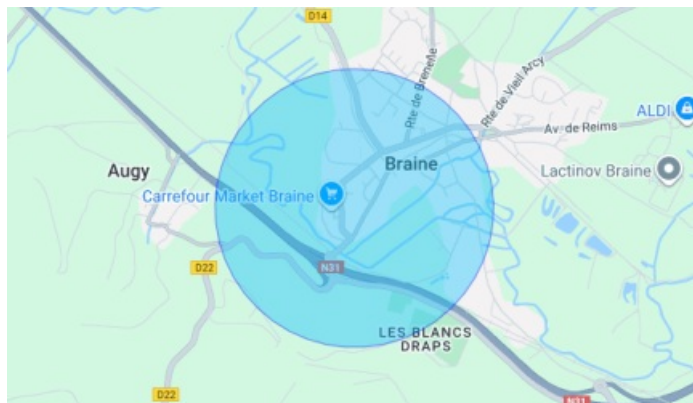 D14
Rte de Breneñe
Rte de Vieil Arcy
ALDI
Av. de Reims
Augy
Braine
Lactinov Braine
Carrefour Market Braine
D22
N31
LES BLANCS
DRAPS
D22
N31